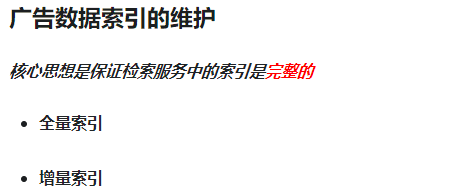 广告数据索引的维护
核心思想是保证检索服务中的索引是完整的
全量索引
增量索引